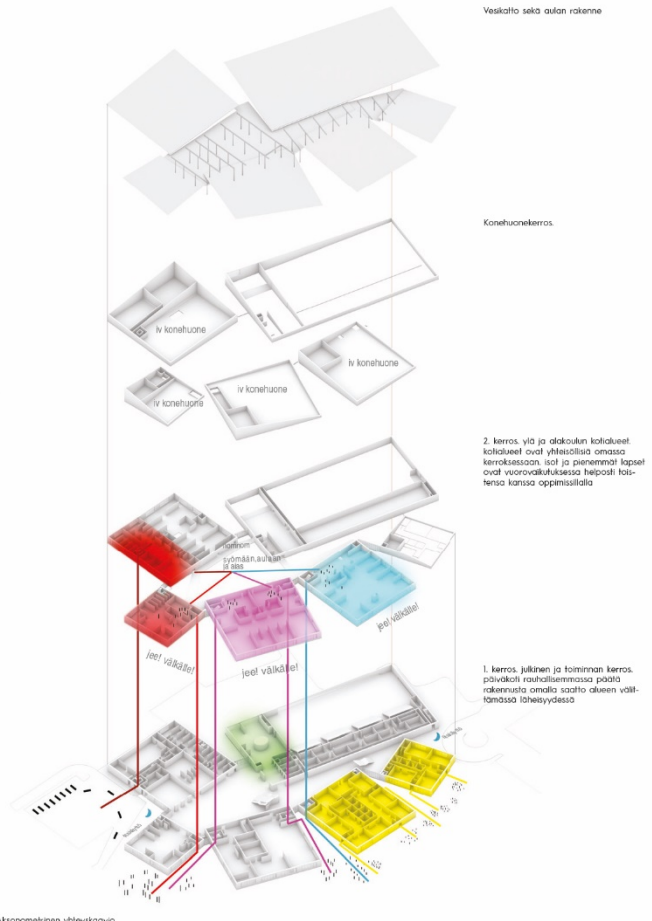 Vesikatto sekä aulan rakenne
Konehuonekerros.
iv konehuone
iv konehuone
iv konehuone
iv konehuone
2. kerros. ylä ja alakoulun kotialueet.
kotialueet ovat yhteisöllisiä omassa
kerroksessaan. isot ja pienemmät lapset
ovat vuorovaikutuksessa helposti tois-
tensa kanssa oppimissillalla
syömään, aulaan
ja alas
jee! välkälle!
jee! välkälle!
jee! välkälle!
1. kerros. julkinen ja toiminnan kerros.
päiväkoti rauhallisemmassa päätä
rakennusta omalla saatto alueen välit-
tämässä läheisyydessä
aksonometrinen yhteyskaavio